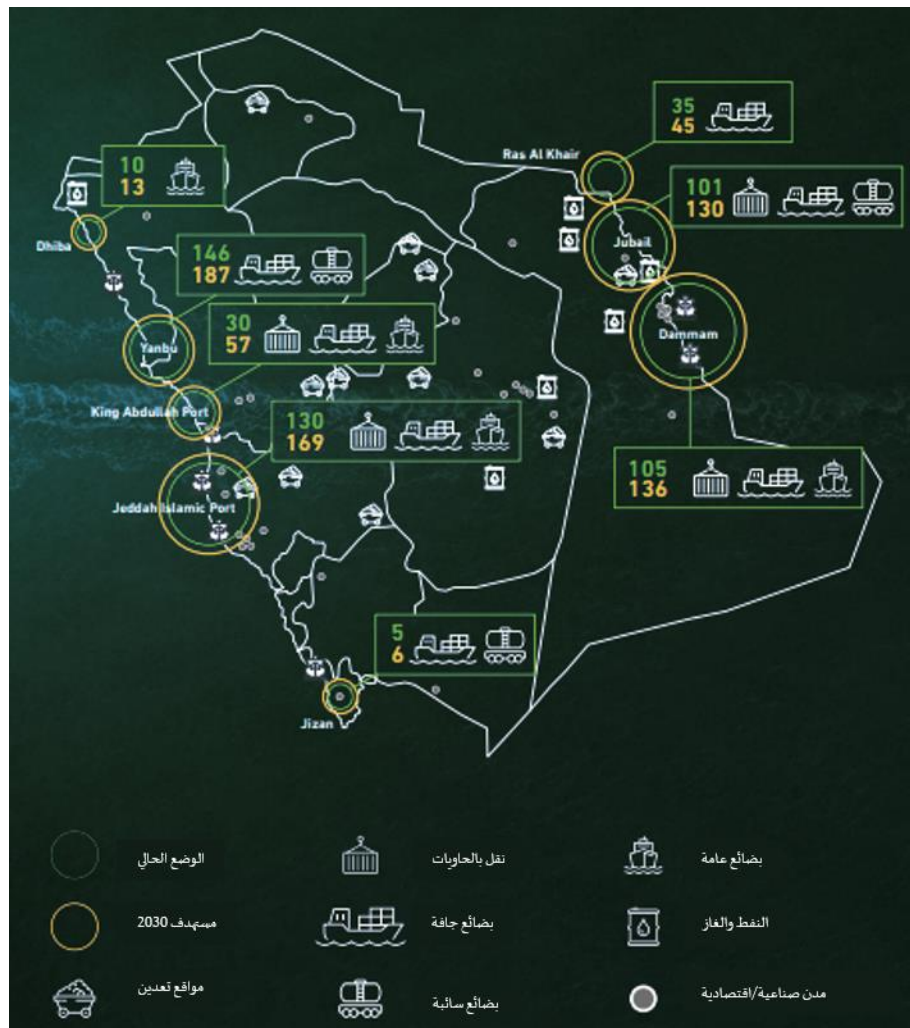 35
45
Ras Al Khair
10
13
101
130
Dhiba
Jubail
146
187
30
57
Yanbu
Dammam
King Abdullah Port
130
169
105
136
Jeddah Islamic Port
5
6
Jizan
الوضع الحالي
نقل بالحاويات
بضائع عامة
مستهدف 2030
بضائع جافة
النفط والغاز
مواقع تعدين
بضائع سائبة
مدن صناعية/اقتصادية